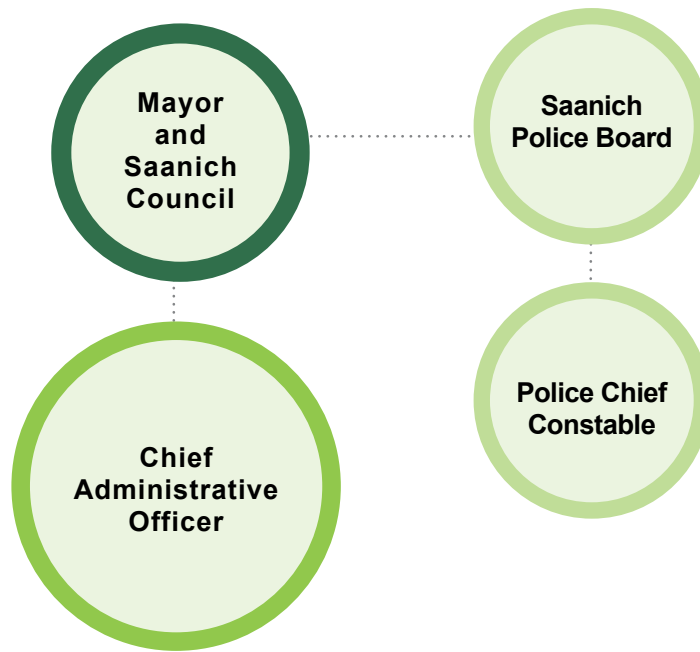 Mayor
and
Saanich
Council
Saanich
Police Board
Police Chief
Constable
Chief
Administrative
Officer